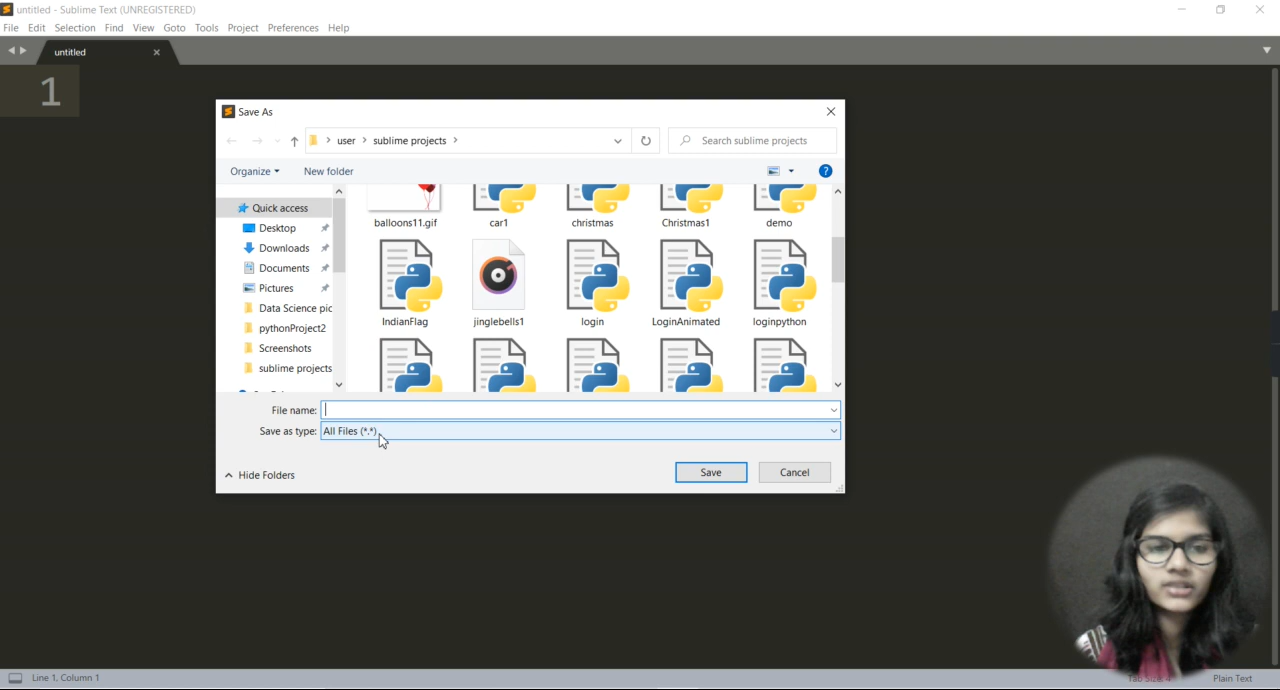 untitled - Sublime Text (UNREGISTERED)
File Edit Selection Find View Goto Tools Project Preferences Help
untitled
1
Save As
user sublime projects
Search sublime projects
Organize New folder
Quick access
Desktop
Downloads
Documents
Pictures
Data Science pic
pythonProject2
Screenshots
sublime projects
balloons11.gif car1 christmas Christmas1 demo
IndianFlag jinglebells1 login LoginAnimated loginpython
File name:
Save as type: All Files (*.*)
Hide Folders
Save Cancel
Line 1, Column 1
Tab Size: 4
Plain Text